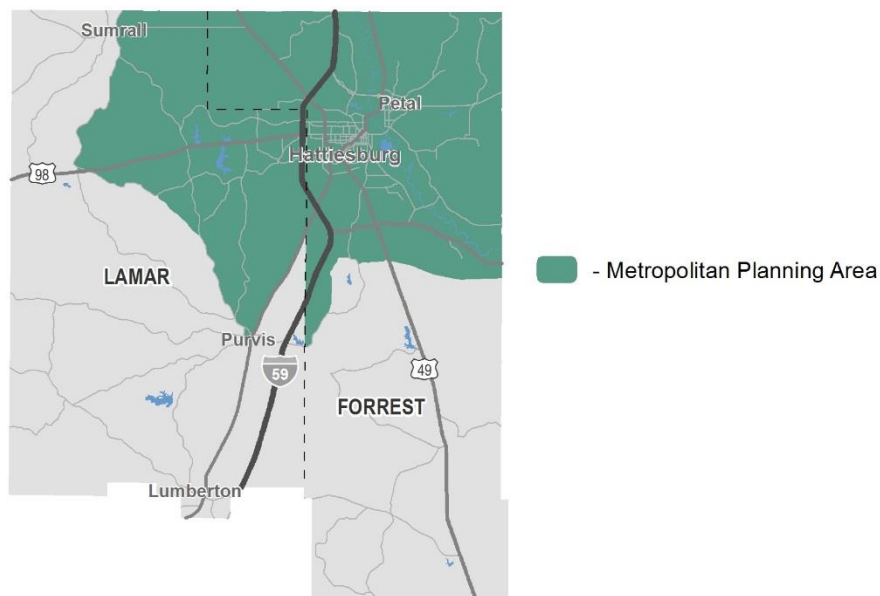 Sumrall
Petal
Hattiesburg
98
- Metropolitan Planning Area
LAMAR
Purvis
59
49
FORREST
Lumberton